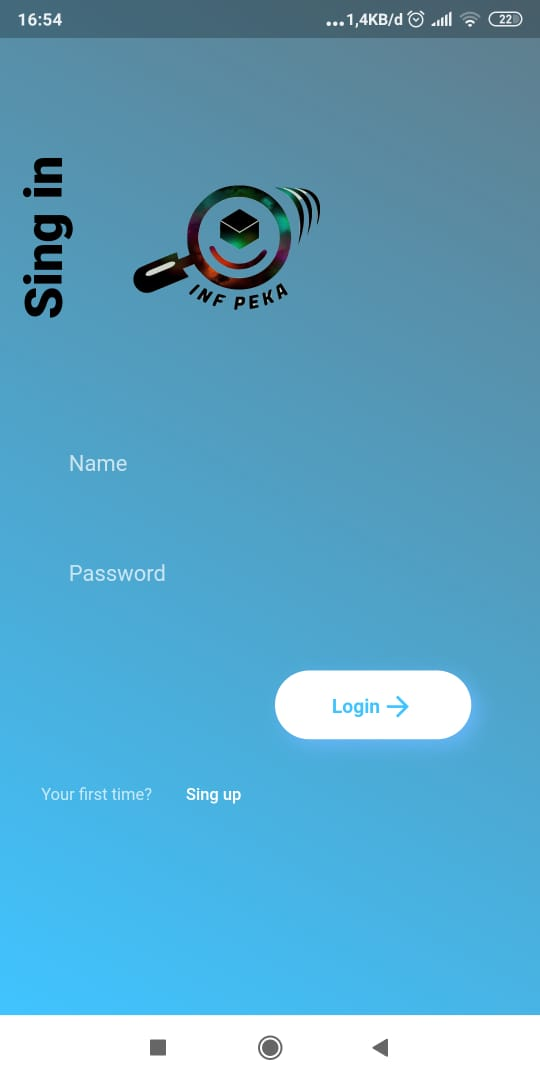 16:54
...1,4KB/d
22
Sing in
INF PEKA
Name
Password
Login
Your first time? Sing up